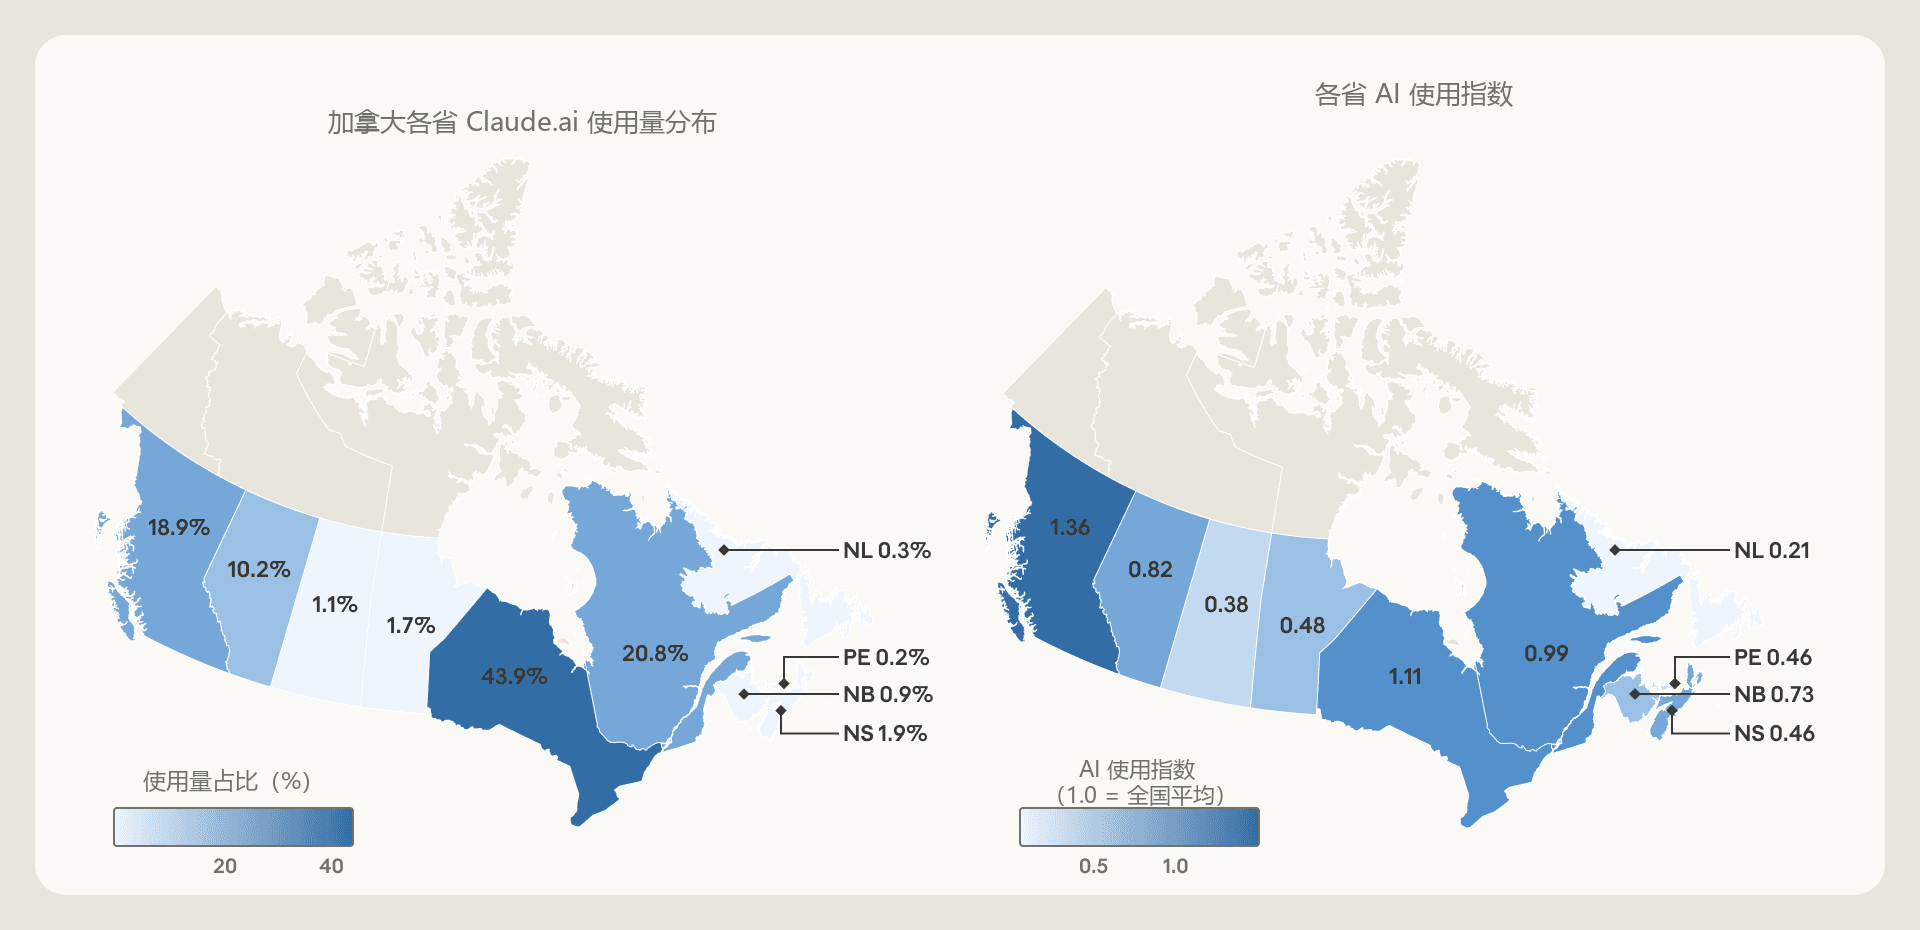 加拿大各省 Claude.ai 使用量分布
18.9%
10.2%
1.1%
1.7%
43.9%
20.8%
NL 0.3%
PE 0.2%
NB 0.9%
NS 1.9%
使用量占比（%）
20
40
各省 AI 使用指数
1.36
0.82
0.38
0.48
1.11
0.99
NL 0.21
PE 0.46
NB 0.73
NS 0.46
AI 使用指数
（1.0 = 全国平均）
0.5
1.0